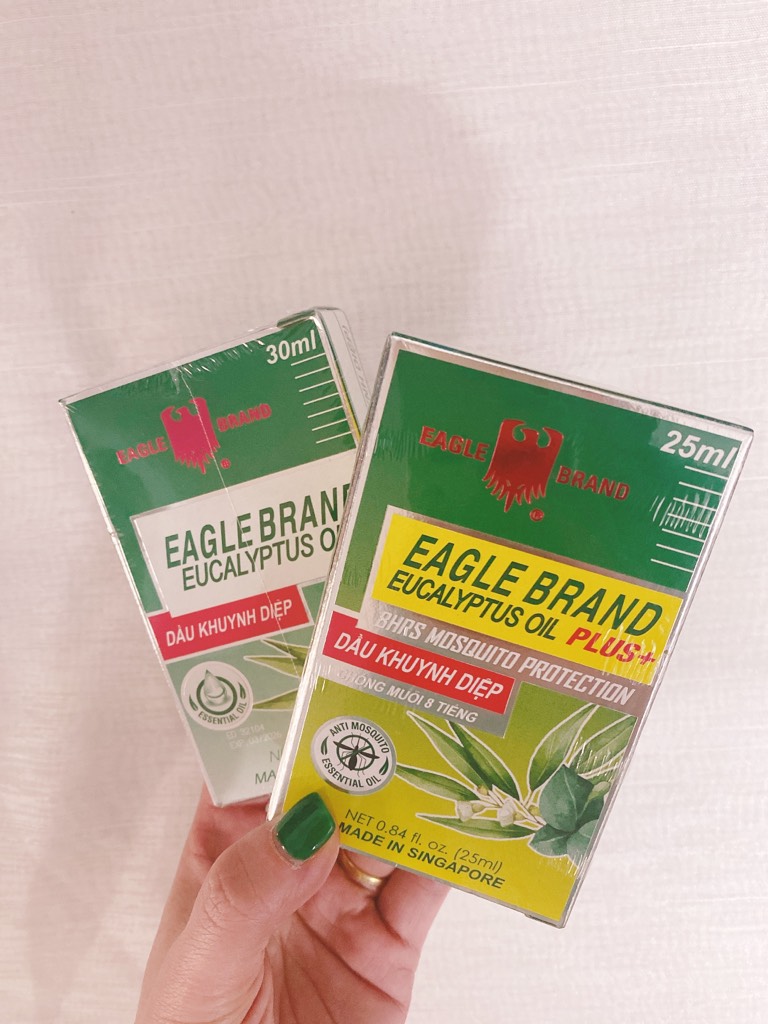 30ml
EAGLE BRAND
EAGLE BRAND
EUCALYPTUS
DẦU KHUYNH DIỆP
ESSENTIAL OIL
25ml
EAGLE BRAND
EAGLE BRAND
EUCALYPTUS OIL PLUS+
8HRS MOSQUITO PROTECTION
DẦU KHUYNH DIỆP
CHỐNG MUỖI 8 TIẾNG
ANTI MOSQUITO
ESSENTIAL OIL
NET 0.84 fl. oz. (25ml)
MADE IN SINGAPORE